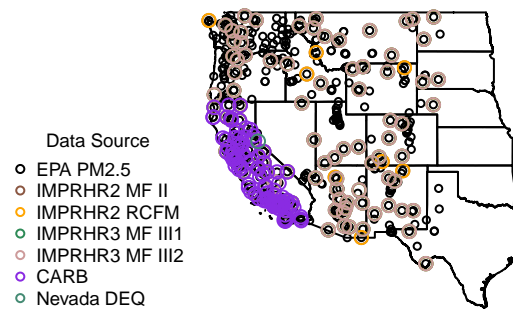 Data Source
EPA PM2.5
IMPRHR2 MF II
IMPRHR2 RCFM
IMPRHR3 MF III1
IMPRHR3 MF III2
CARB
Nevada DEQ